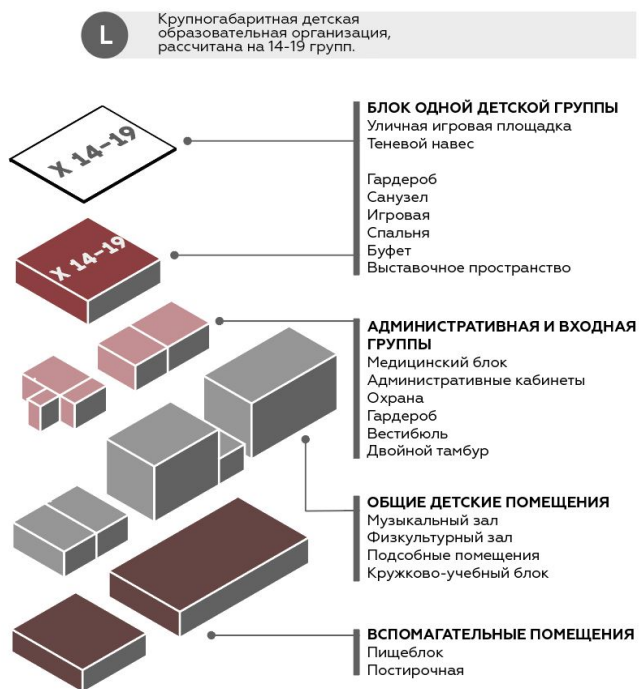 L
Крупногабаритная детская
образовательная организация,
рассчитана на 14-19 групп.
X 14-19
БЛОК ОДНОЙ ДЕТСКОЙ ГРУППЫ
Уличная игровая площадка
Теневой навес
Гардероб
Санузел
Игровая
Спальня
Буфет
Выставочное пространство
X 14-19
АДМИНИСТРАТИВНАЯ И ВХОДНАЯ
ГРУППЫ
Медицинский блок
Административные кабинеты
Охрана
Гардероб
Вестибюль
Двойной тамбур
ОБЩИЕ ДЕТСКИЕ ПОМЕЩЕНИЯ
Музыкальный зал
Физкультурный зал
Подсобные помещения
Кружково-учебный блок
ВСПОМАГАТЕЛЬНЫЕ ПОМЕЩЕНИЯ
Пищеблок
Постирочная